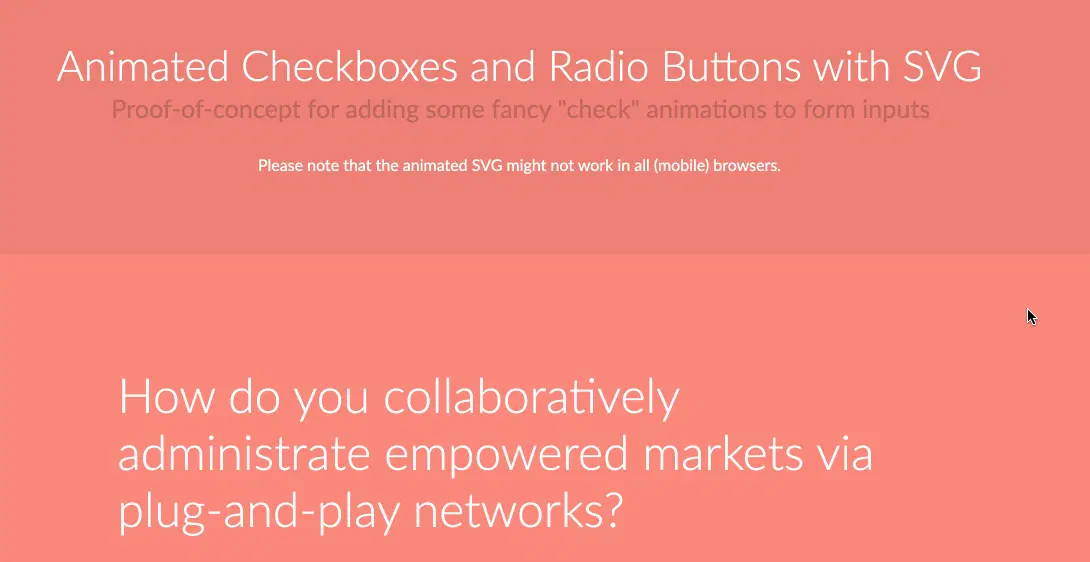 Animated Checkboxes and Radio Buttons with SVG
Proof-of-concept for adding some fancy "check" animations to form inputs
Please note that the animated SVG might not work in all (mobile) browsers.
How do you collaboratively
administrate empowered markets via
plug-and-play networks?